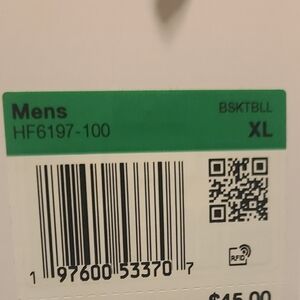 Mens BSKTBLL
HF6197-100 XL
RFID
1 97600 53370 7
$45.00